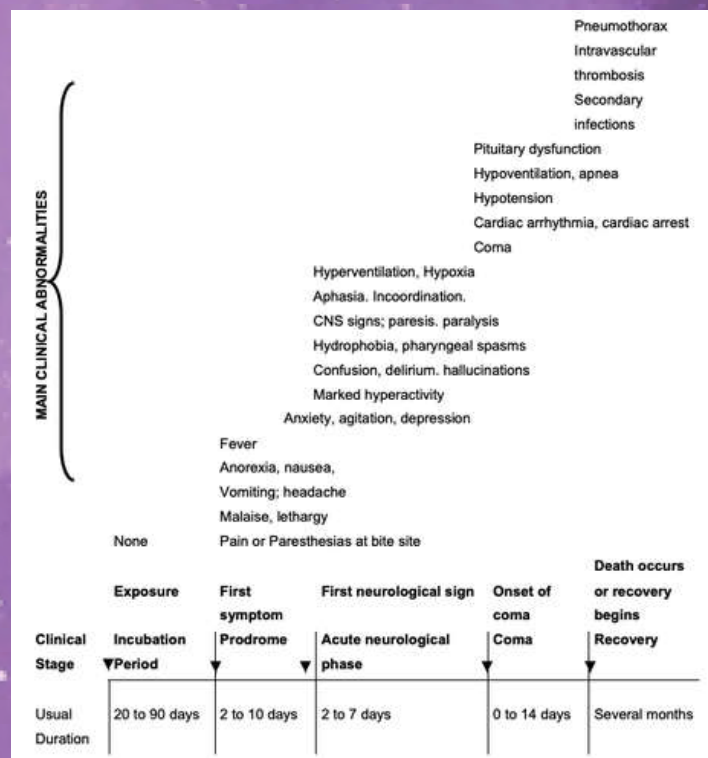 Pneumothorax
Intravascular
thrombosis
Secondary
infections
Pituitary dysfunction
Hypoventilation, apnea
Hypotension
Cardiac arrhythmia, cardiac arrest
Coma
MAIN CLINICAL ABNORMALITIES
Hyperventilation, Hypoxia
Aphasia. Incoordination.
CNS signs; paresis. paralysis
Hydrophobia, pharyngeal spasms
Confusion, delirium. hallucinations
Marked hyperactivity
Anxiety, agitation, depression
Fever
Anorexia, nausea,
Vomiting; headache
Malaise, lethargy
None Pain or Paresthesias at bite site
Death occurs
Exposure First First neurological sign Onset of or recovery
symptom coma begins
Clinical Incubation Prodrome Acute neurological Coma Recovery
Stage Period phase
Usual 20 to 90 days 2 to 10 days 2 to 7 days 0 to 14 days Several months
Duration